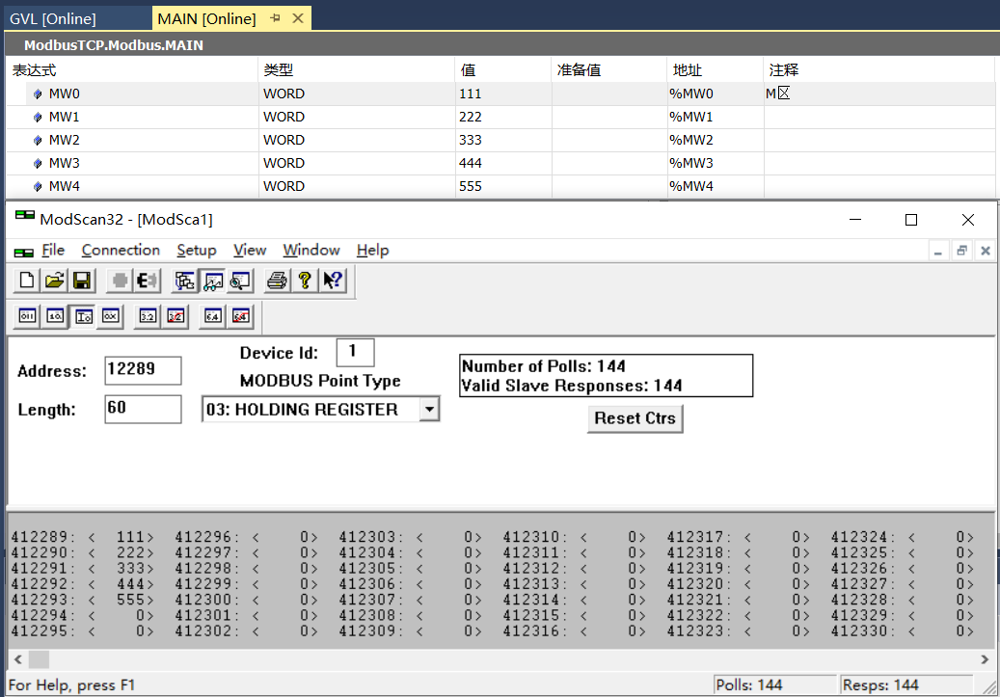 GVL [Online] MAIN [Online]
ModbusTCP.Modbus.MAIN
表达式 类型 值 准备值 地址 注释
MW0 WORD 111 %MW0 M区
MW1 WORD 222 %MW1
MW2 WORD 333 %MW2
MW3 WORD 444 %MW3
MW4 WORD 555 %MW4
ModScan32 - [ModSca1]
File Connection Setup View Window Help
Device Id: 1
Address: 12289
MODBUS Point Type
Length: 60
03: HOLDING REGISTER
Number of Polls: 144
Valid Slave Responses: 144
Reset Ctrs
412289: < 111> 412296: < 0> 412303: < 0> 412310: < 0> 412317: < 0> 412324: < 0>
412290: < 222> 412297: < 0> 412304: < 0> 412311: < 0> 412318: < 0> 412325: < 0>
412291: < 333> 412298: < 0> 412305: < 0> 412312: < 0> 412319: < 0> 412326: < 0>
412292: < 444> 412299: < 0> 412306: < 0> 412313: < 0> 412320: < 0> 412327: < 0>
412293: < 555> 412300: < 0> 412307: < 0> 412314: < 0> 412321: < 0> 412328: < 0>
412294: < 0> 412301: < 0> 412308: < 0> 412315: < 0> 412322: < 0> 412329: < 0>
412295: < 0> 412302: < 0> 412309: < 0> 412316: < 0> 412323: < 0> 412330: < 0>
For Help, press F1 Polls: 144 Resps: 144